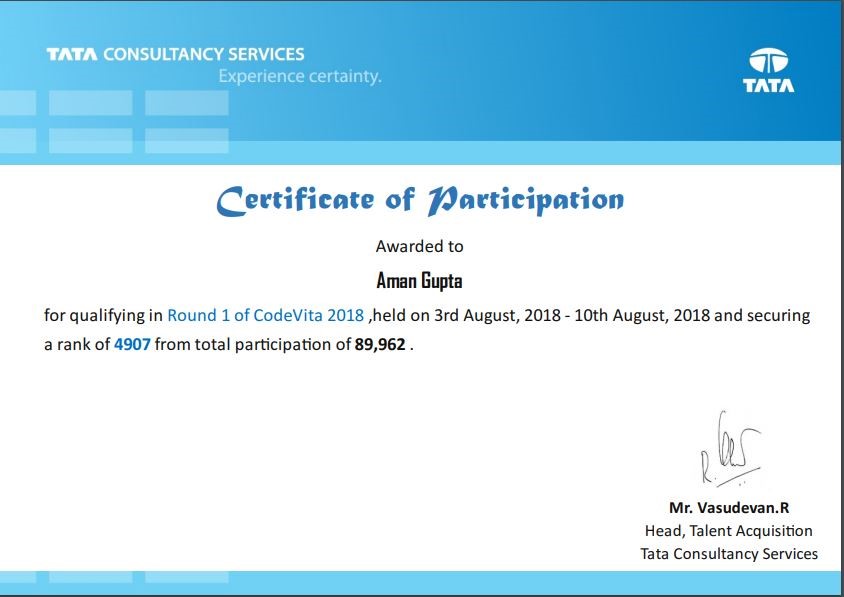 TATA CONSULTANCY SERVICES
Experience certainty.
TATA
Certificate of Participation
Awarded to
Aman Gupta
for qualifying in Round 1 of CodeVita 2018 ,held on 3rd August, 2018 - 10th August, 2018 and securing
a rank of 4907 from total participation of 89,962 .
Mr. Vasudevan.R
Head, Talent Acquisition
Tata Consultancy Services